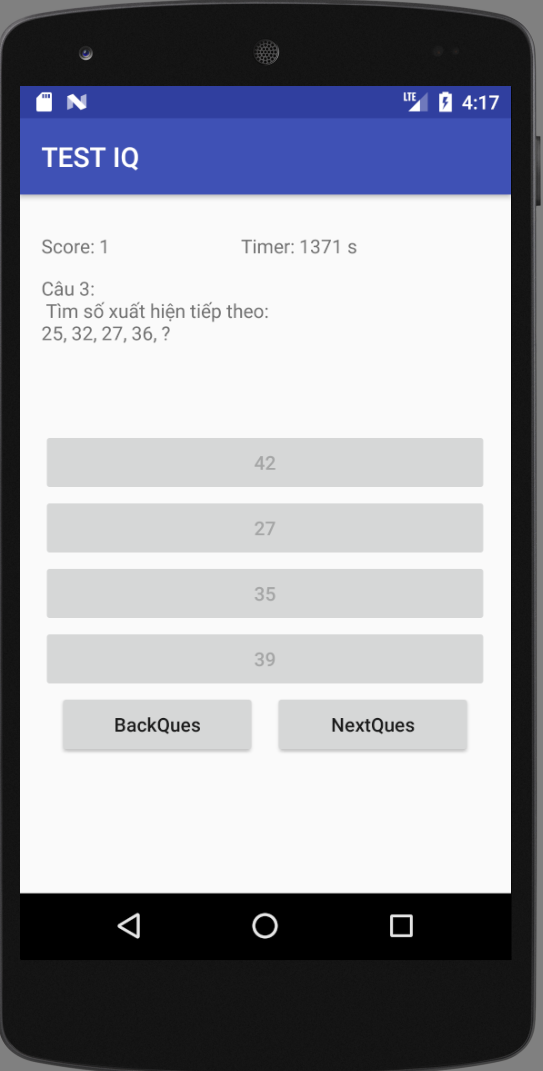 LTE 4:17
TEST IQ
Score: 1 Timer: 1371 s
Câu 3:
Tìm số xuất hiện tiếp theo:
25, 32, 27, 36, ?
42
27
35
39
BackQues NextQues